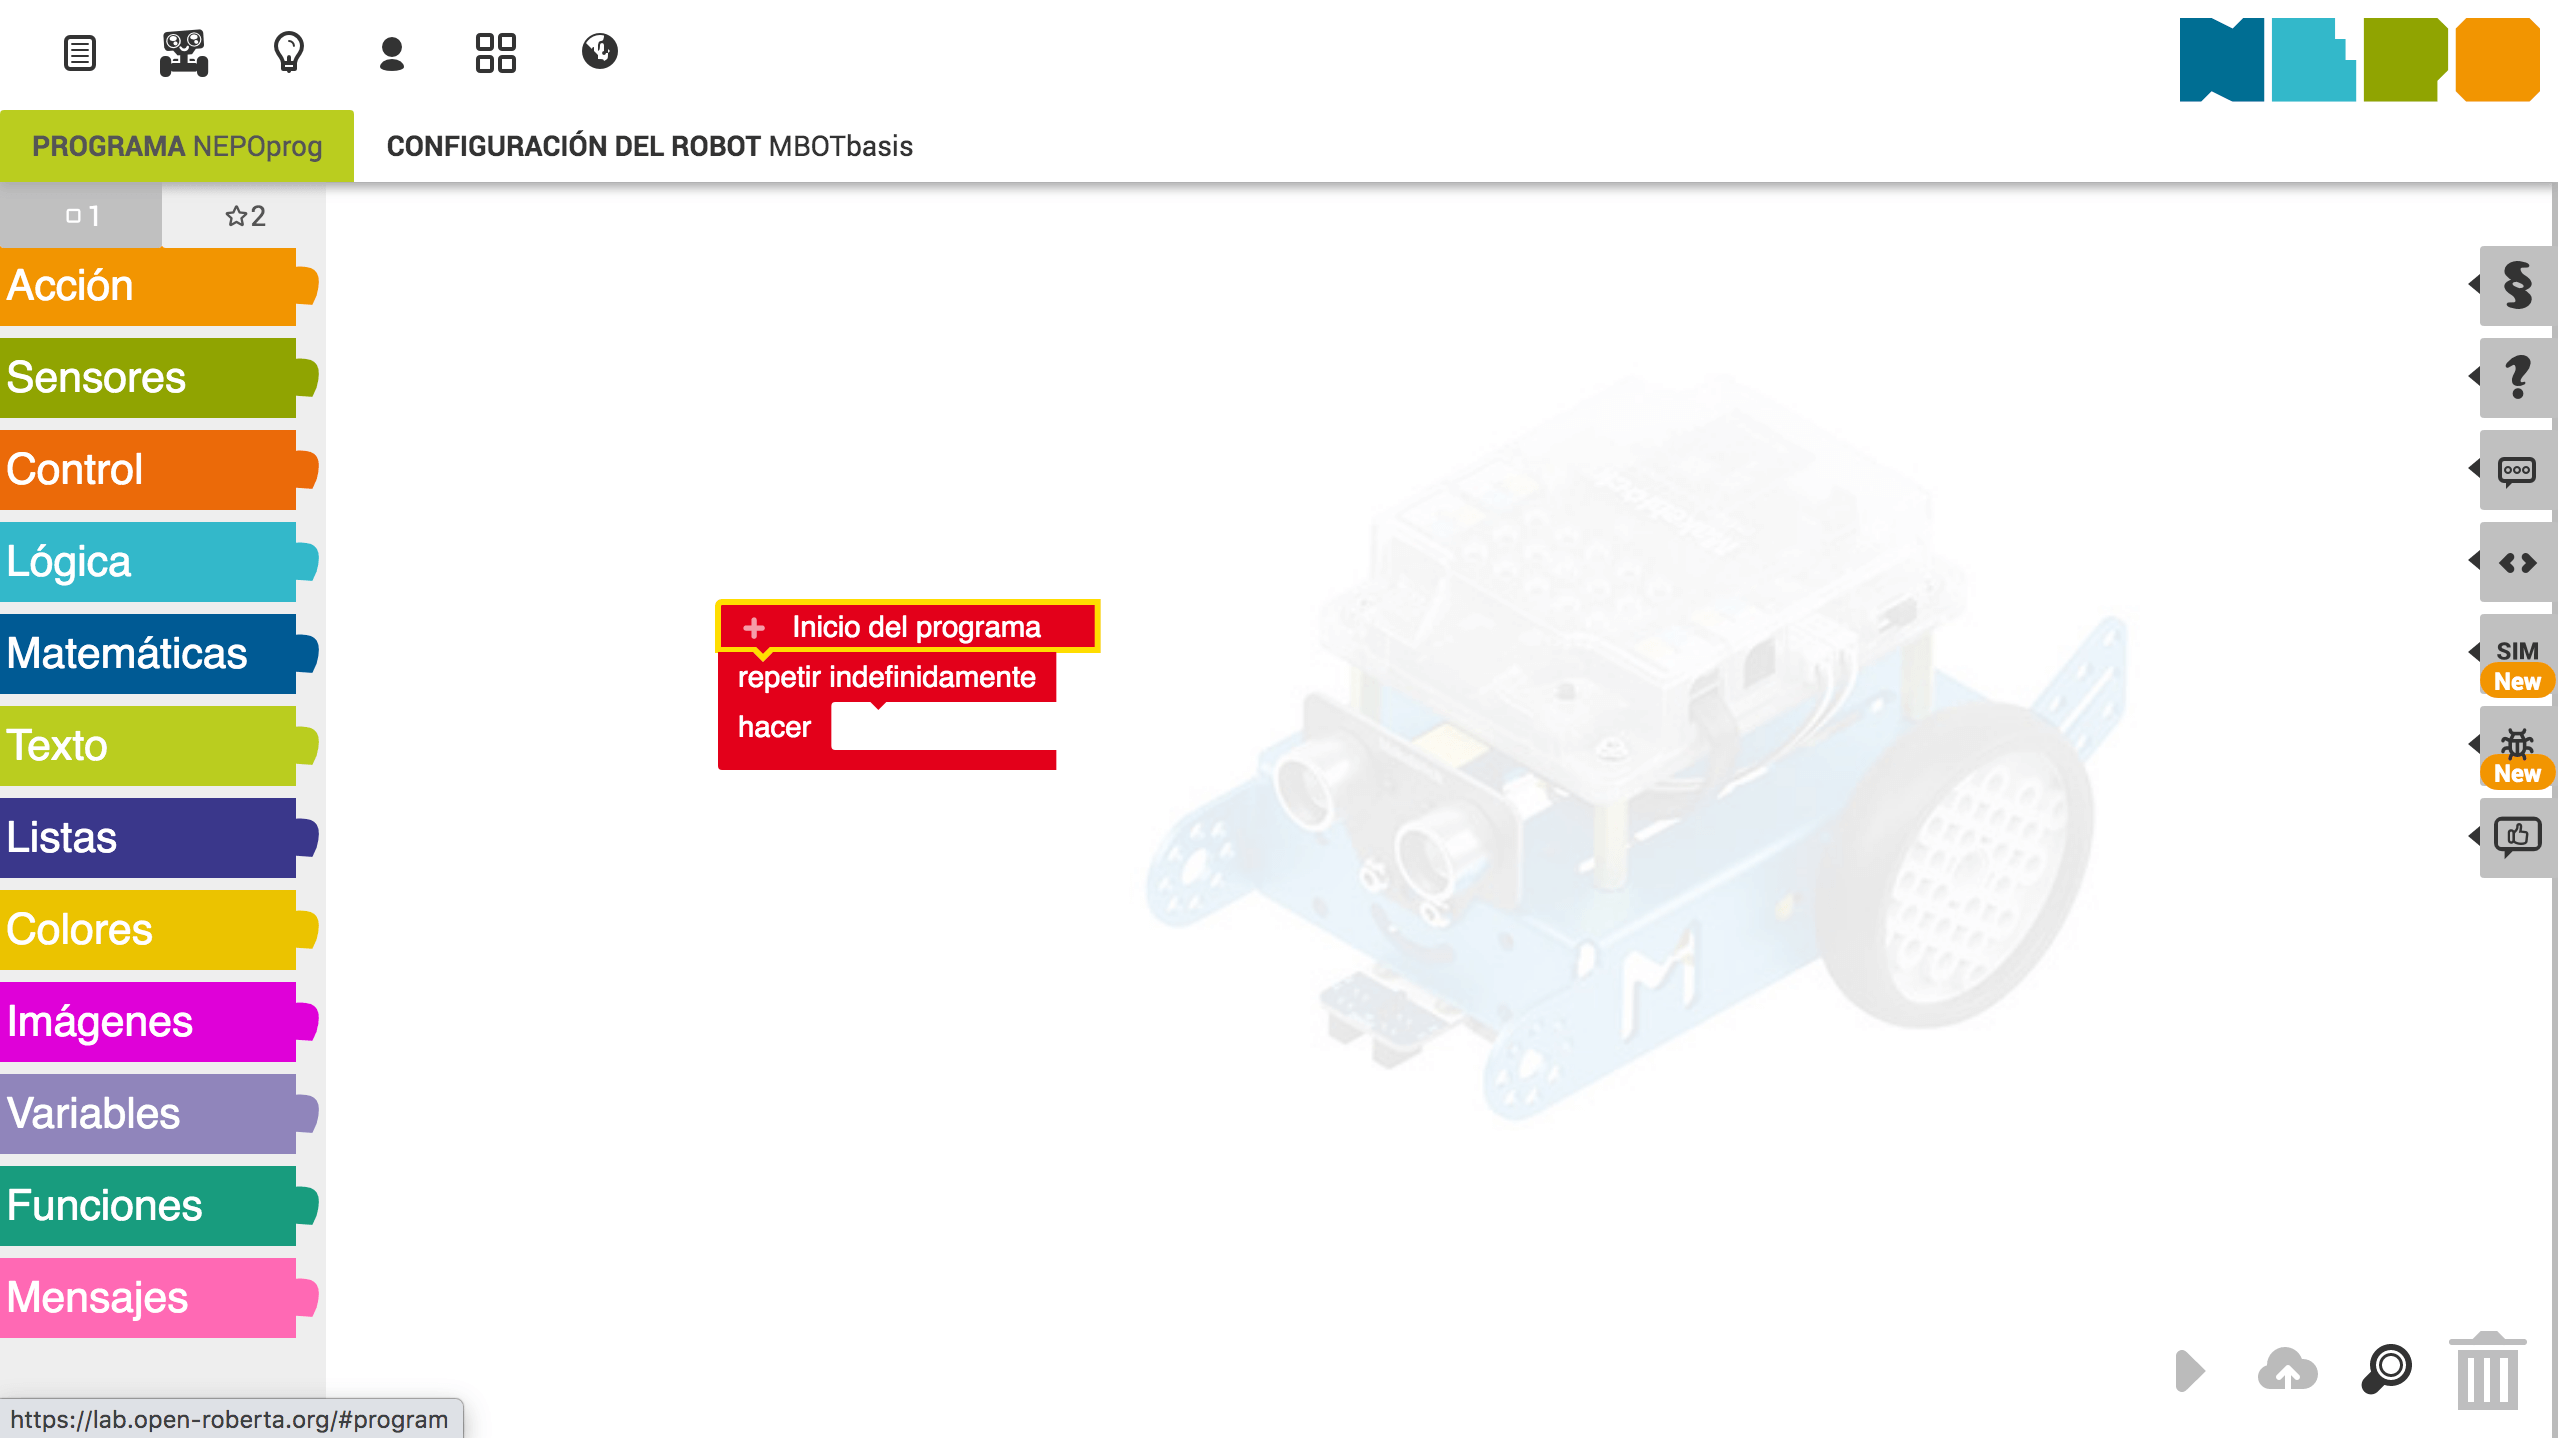 PROGRAMA NEPOprog
CONFIGURACIÓN DEL ROBOT MBOTbasis
1
2
Acción
Sensores
Control
Lógica
Matemáticas
Texto
Listas
Colores
Imágenes
Variables
Funciones
Mensajes
Inicio del programa
repetir indefinidamente
hacer
M
§
?
SIM
New
New
https://lab.open-roberta.org/#program